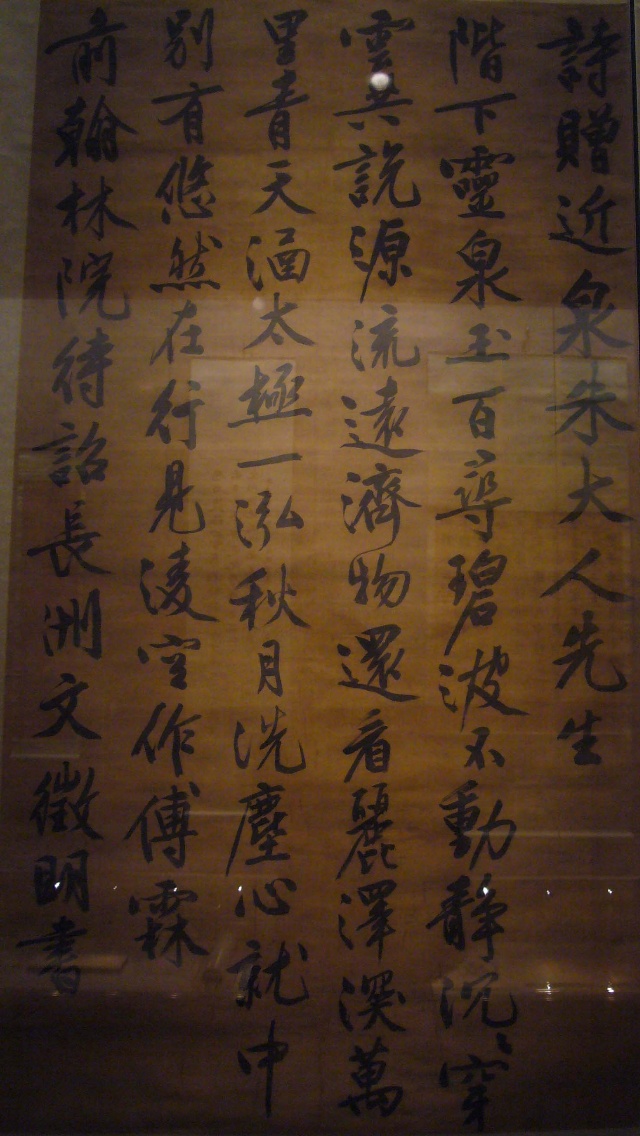 詩贈近泉朱大人先生
階下靈泉玉百尋碧波不動靜沉〻穿
雲共說源流遠濟物還看麗澤深萬
里青天涵太極一泓秋月洗塵心就中
別有悠然在行見凌空作傅霖
前翰林院待詔長洲文徵明書